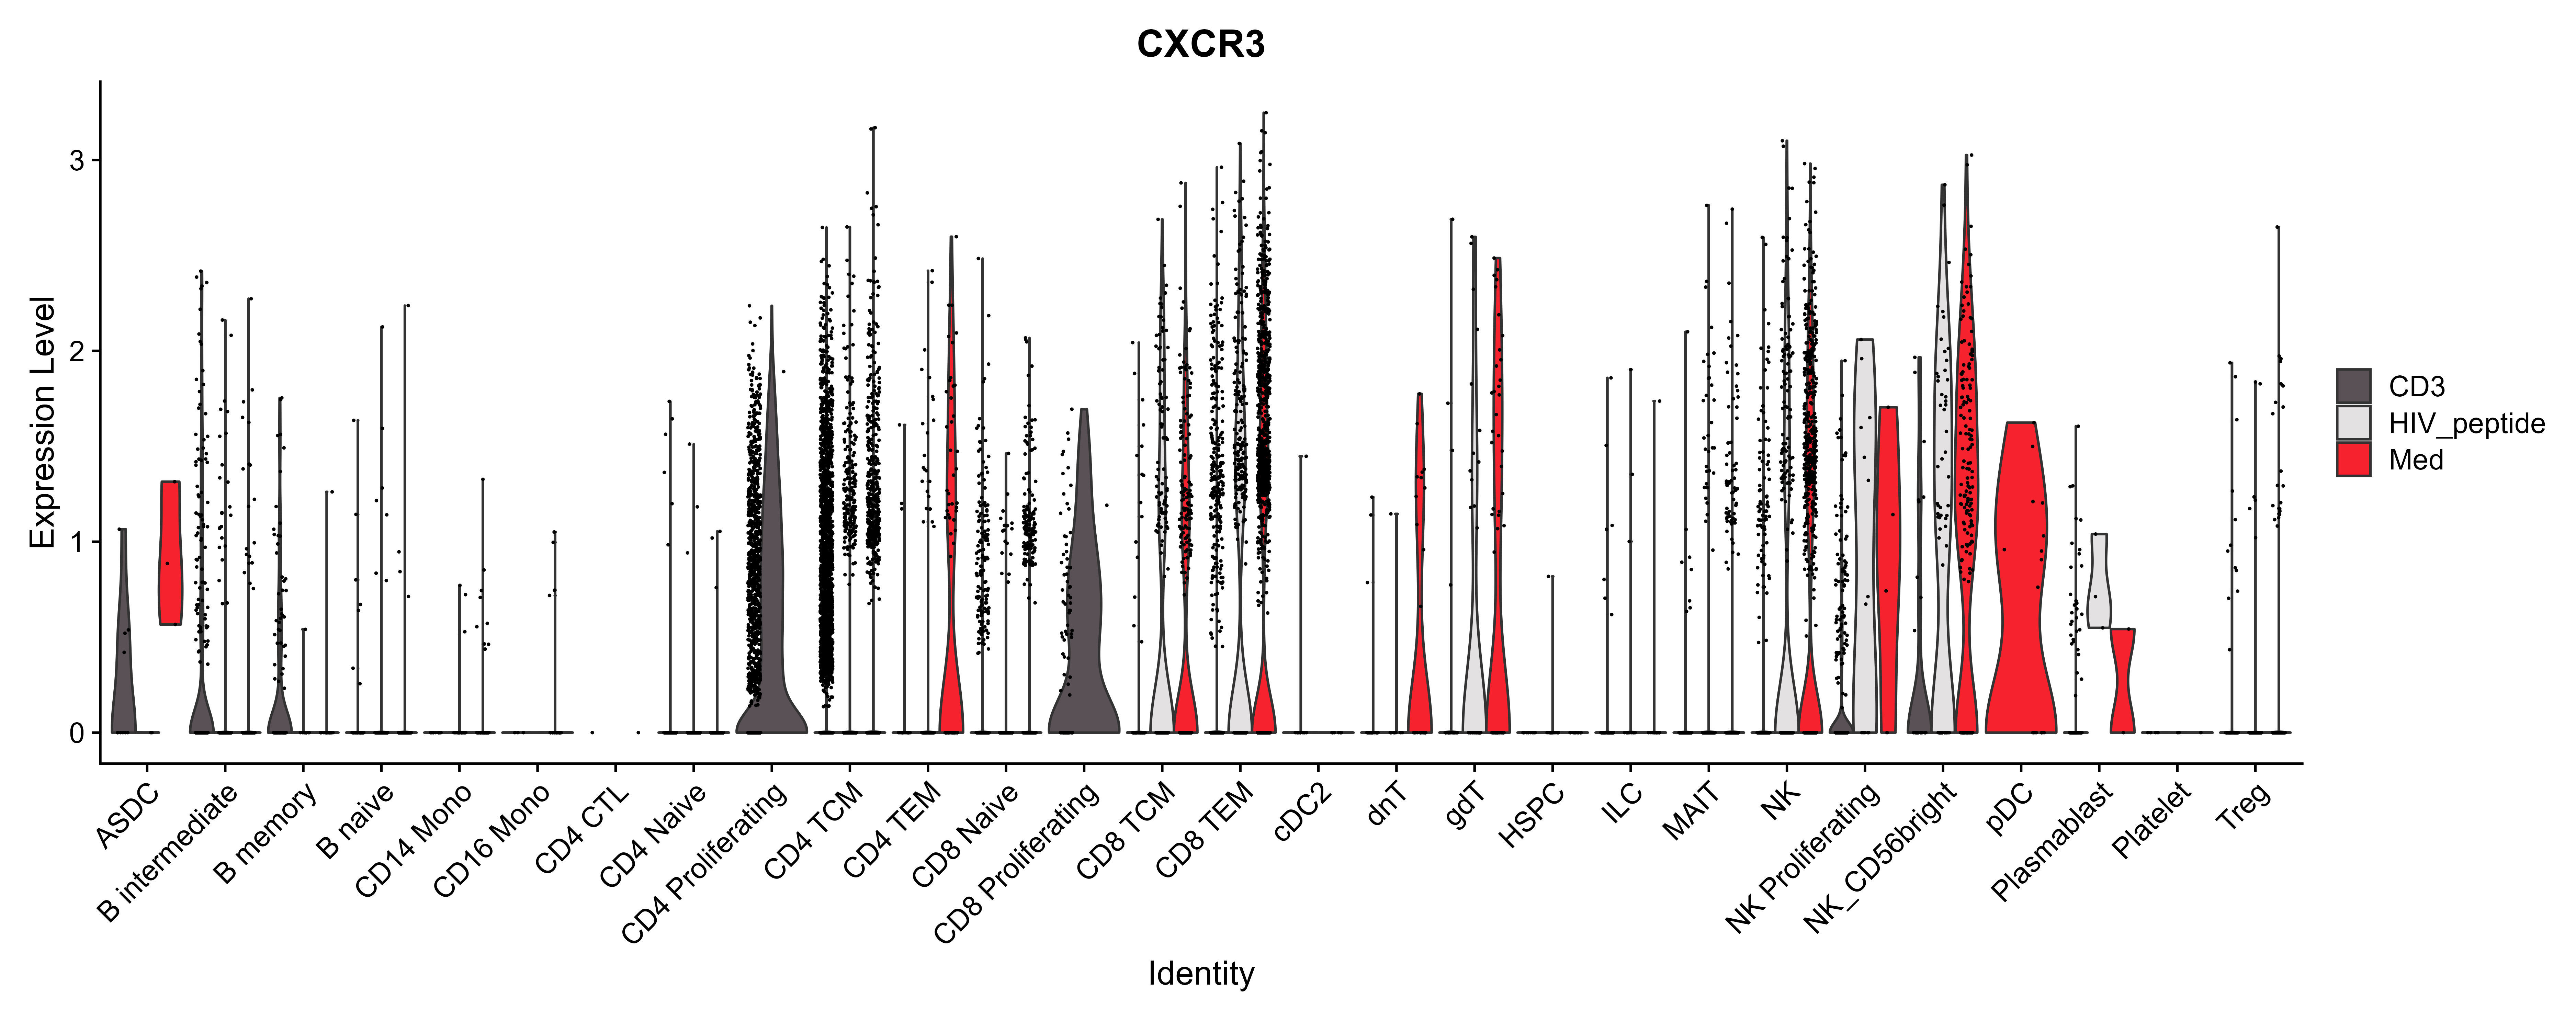 CXCR3
Expression Level
3
2
1
0
ASDC
B intermediate
B memory
B naive
CD14 Mono
CD16 Mono
CD4 CTL
CD4 Naive
CD4 Proliferating
CD4 TCM
CD4 TEM
CD8 Naive
CD8 Proliferating
CD8 TCM
CD8 TEM
cDC2
dnT
gdT
HSPC
ILC
MAIT
NK
NK Proliferating
NK_CD56bright
pDC
Plasmablast
Platelet
Treg
Identity
CD3
HIV_peptide
Med